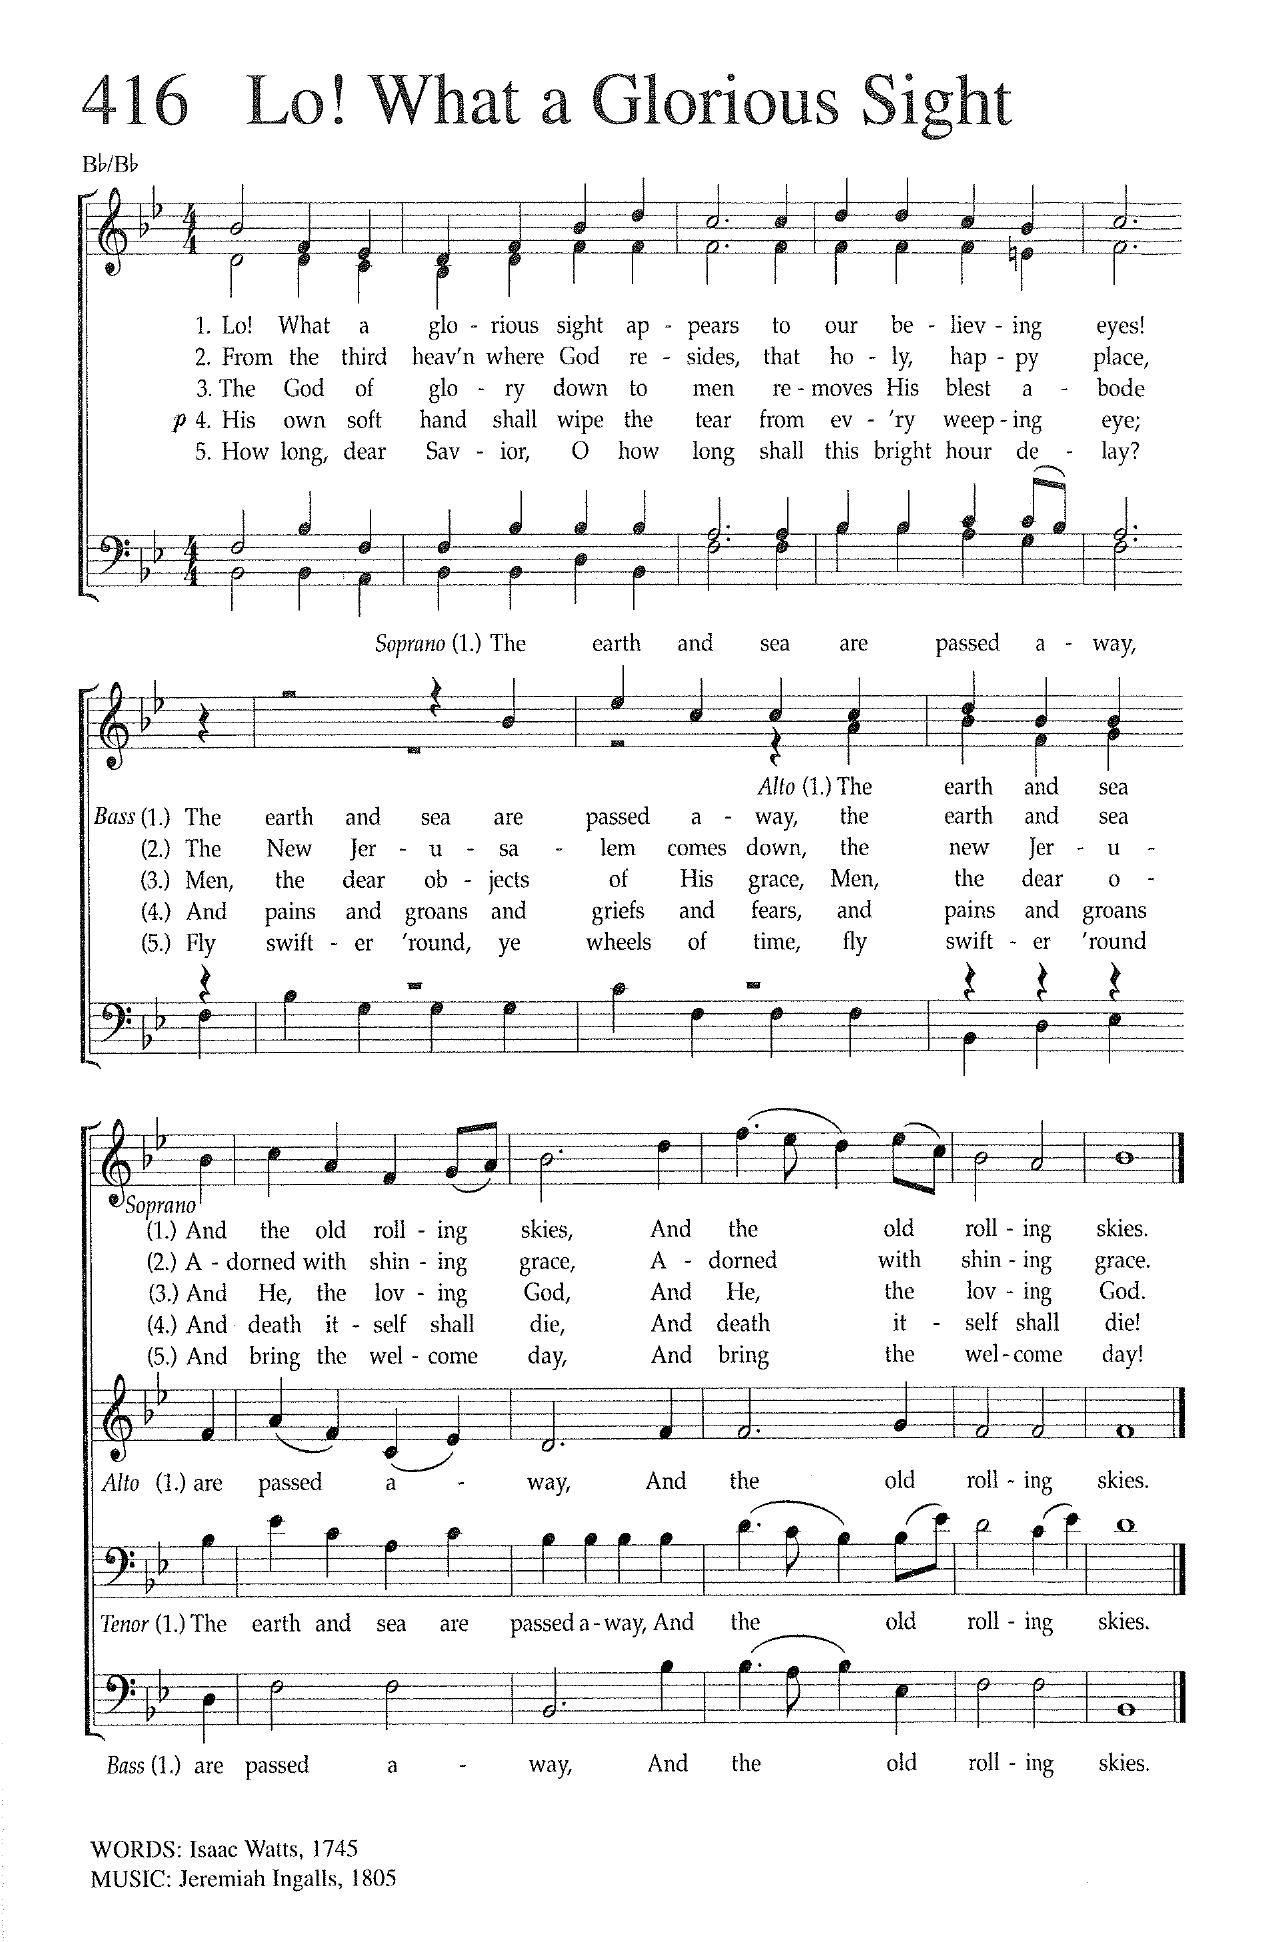 416 Lo! What a Glorious Sight
B♭/B♭
1. Lo! What a glo - rious sight ap - pears to our be - liev - ing eyes!
2. From the third heav'n where God re - sides, that ho - ly, hap - py place,
3. The God of glo - ry down to men re - moves His blest a - bode
p 4. His own soft hand shall wipe the tear from ev - 'ry weep - ing eye;
5. How long, dear Sav - ior, O how long shall this bright hour de - lay?
Soprano (1.) The earth and sea are passed a - way,
Alto (1.) The earth and sea
Bass (1.) The earth and sea are passed a - way, the earth and sea
(2.) The New Jer - u - sa - lem comes down, the new Jer - u -
(3.) Men, the dear ob - jects of His grace, Men, the dear o -
(4.) And pains and groans and griefs and fears, and pains and groans
(5.) Fly swift - er 'round, ye wheels of time, fly swift - er 'round
Soprano
(1.) And the old roll - ing skies, And the old roll - ing skies.
(2.) A - dorned with shin - ing grace, A - dorned with shin - ing grace.
(3.) And He, the lov - ing God, And He, the lov - ing God.
(4.) And death it - self shall die, And death it - self shall die!
(5.) And bring the wel - come day, And bring the wel - come day!
Alto (1.) are passed a - way, And the old roll - ing skies.
Tenor (1.) The earth and sea are passed a - way, And the old roll - ing skies.
Bass (1.) are passed a - way, And the old roll - ing skies.
WORDS: Isaac Watts, 1745
MUSIC: Jeremiah Ingalls, 1805